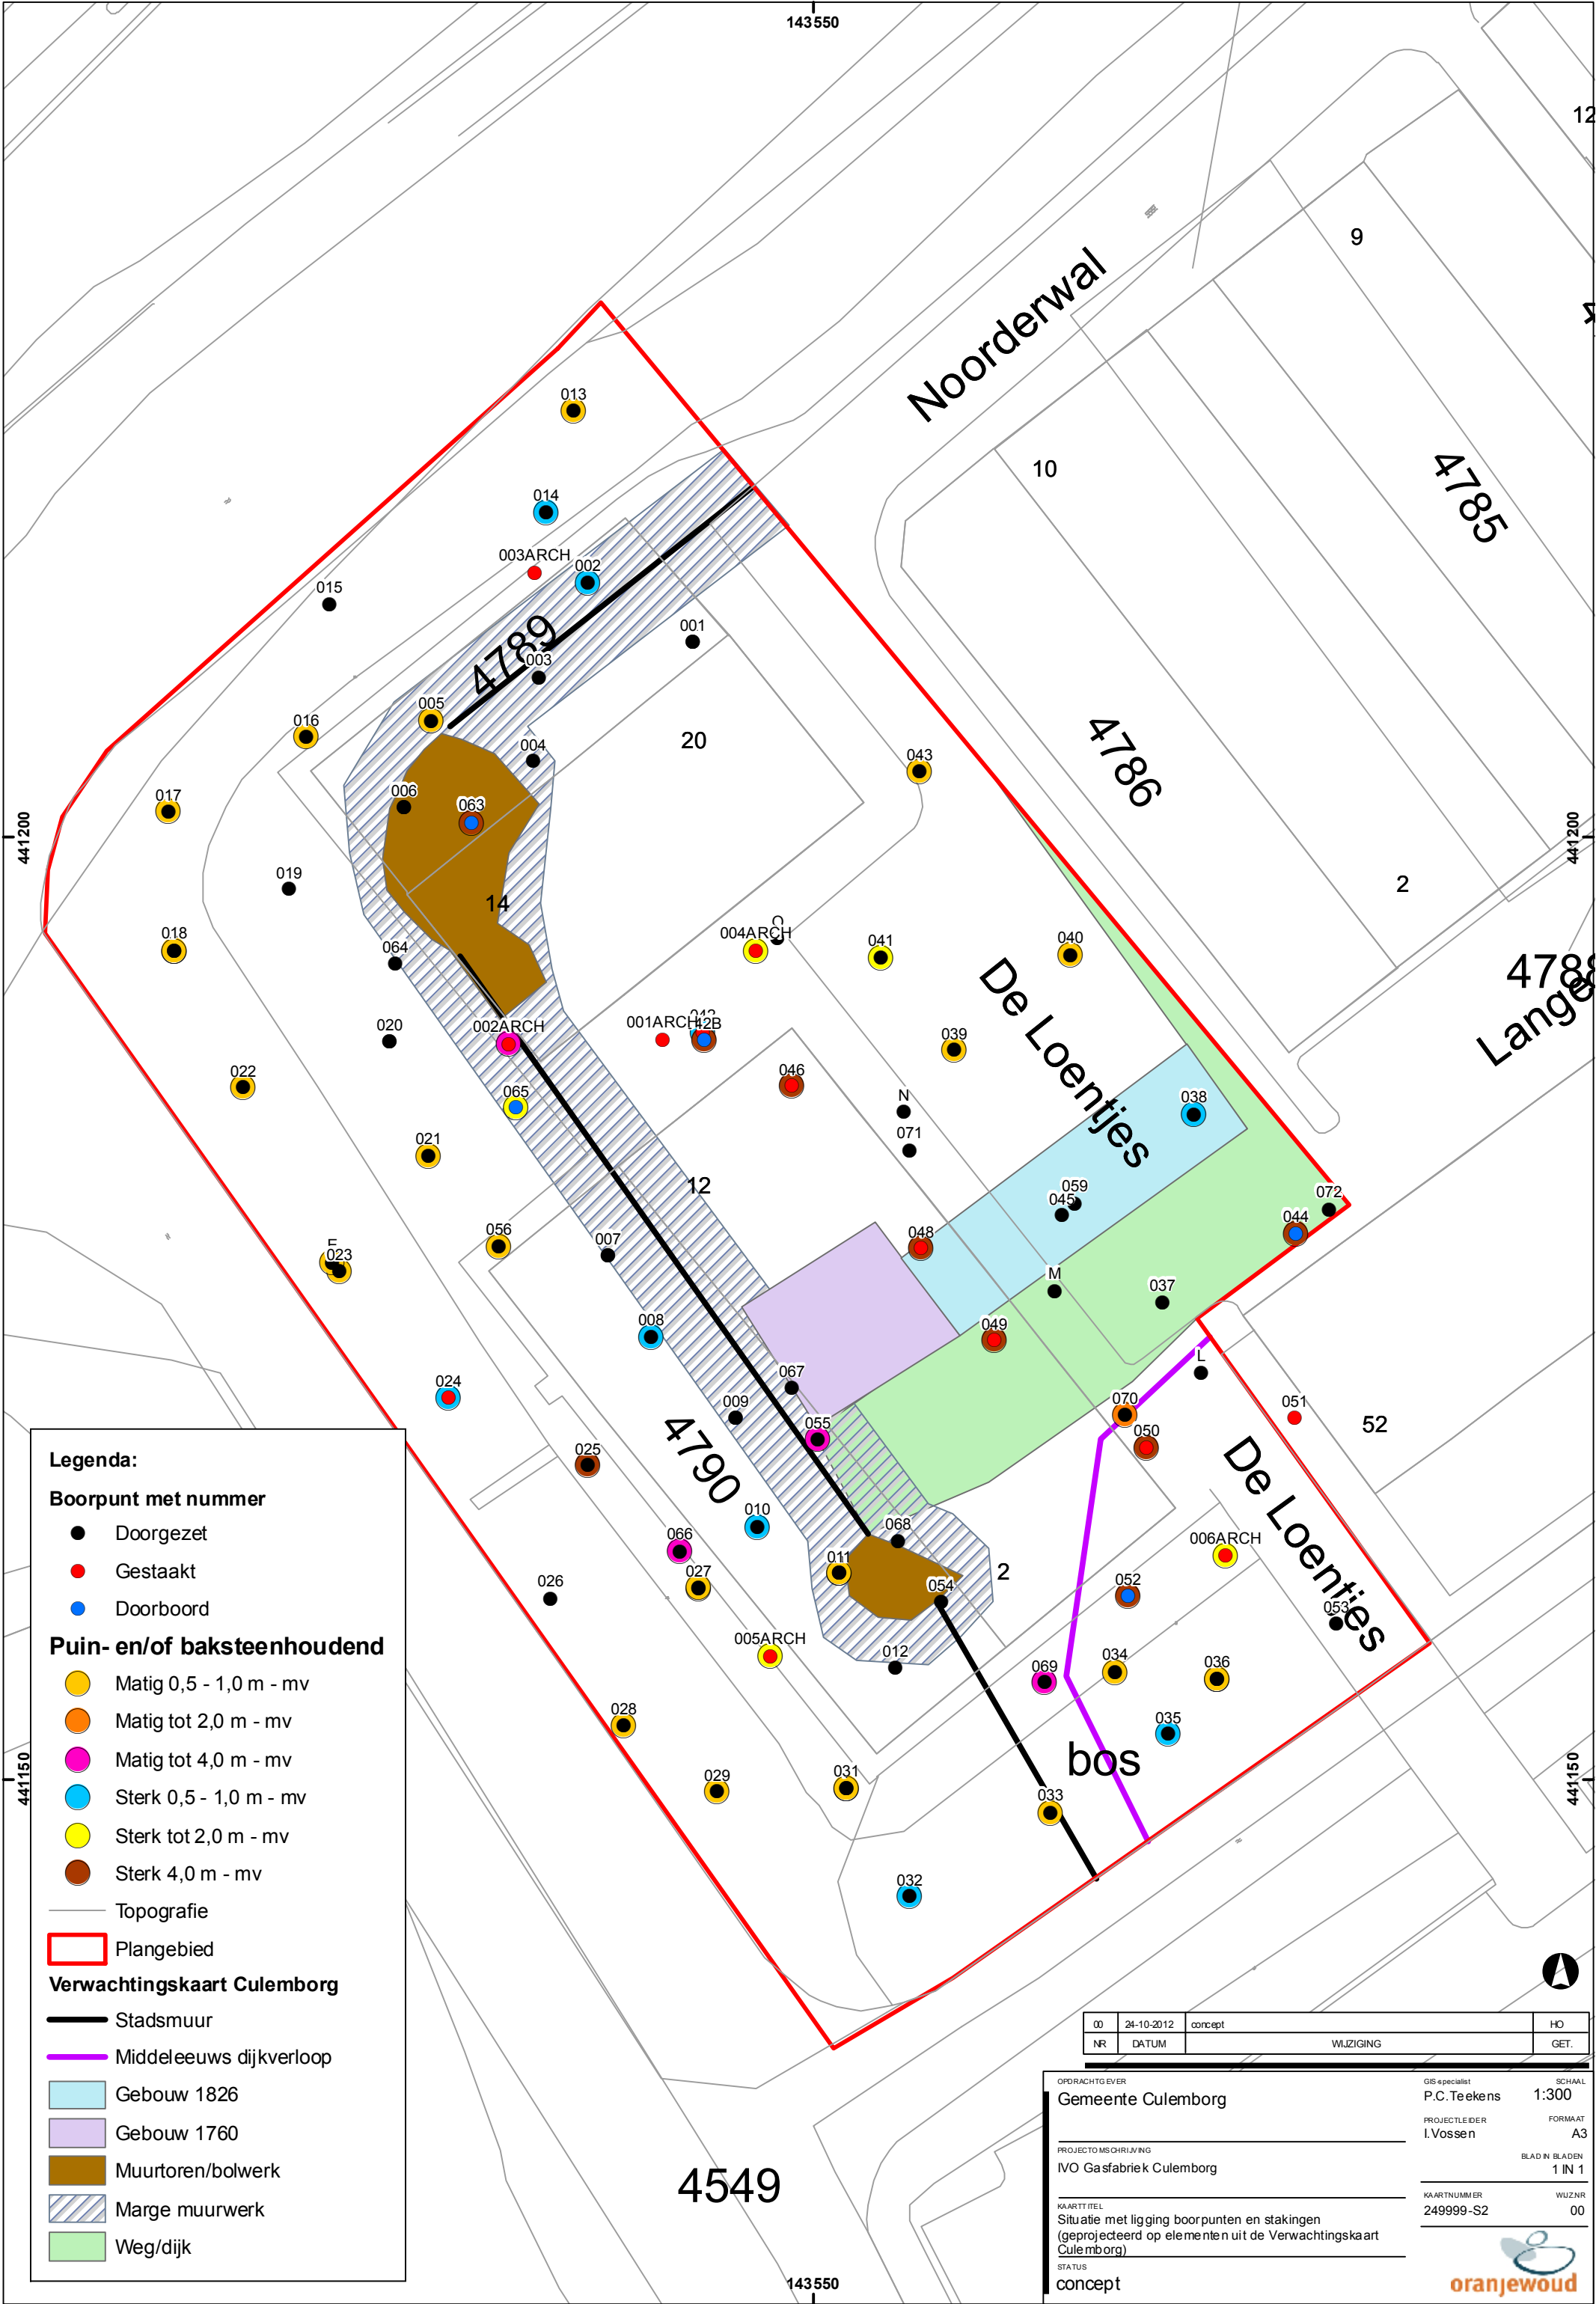 143550
12
9
Noorderwal
10
4785
013
014
003ARCH
002
015
001
4789
003
005
016
004
20
4786
043
017
006
063
441200
441200
2
019
14
018
064
004ARCH
O
041
040
4788
Lange
De Loentjes
020
002ARCH
001ARCH
42B
039
022
065
046
N
038
021
071
12
059
045
072
056
007
048
044
E
023
M
037
008
049
024
067
L
009
070
051
055
050
52
4790
025
De Loentjes
010
068
066
006ARCH
011
027
2
026
054
052
053
005ARCH
012
034
036
069
028
035
bos
029
031
033
441150
441150
032
4549
143550
Legenda:
Boorpunt met nummer
Doorgezet
Gestaakt
Doorboord
Puin- en/of baksteenhoudend
Matig 0,5 - 1,0 m - mv
Matig tot 2,0 m - mv
Matig tot 4,0 m - mv
Sterk 0,5 - 1,0 m - mv
Sterk tot 2,0 m - mv
Sterk 4,0 m - mv
Topografie
Plangebied
Verwachtingskaart Culemborg
Stadsmuur
Middeleeuws dijkverloop
Gebouw 1826
Gebouw 1760
Muurtoren/bolwerk
Marge muurwerk
Weg/dijk
00 24-10-2012 concept HO
NR DATUM WIJZIGING GET.
OPDRACHTGEVER
Gemeente Culemborg
GIS-specialist SCHAAL
P.C.Teekens 1:300
PROJECTLEIDER FORMAAT
I.Vossen A3
PROJECTOMSCHRIJVING
IVO Gasfabriek Culemborg
BLAD IN BLADEN
1 IN 1
KAARTNUMMER WIJZ.NR
249999-S2 00
KAARTTITEL
Situatie met ligging boorpunten en stakingen
(geprojecteerd op elementen uit de Verwachtingskaart
Culemborg)
STATUS
concept
oranjewoud